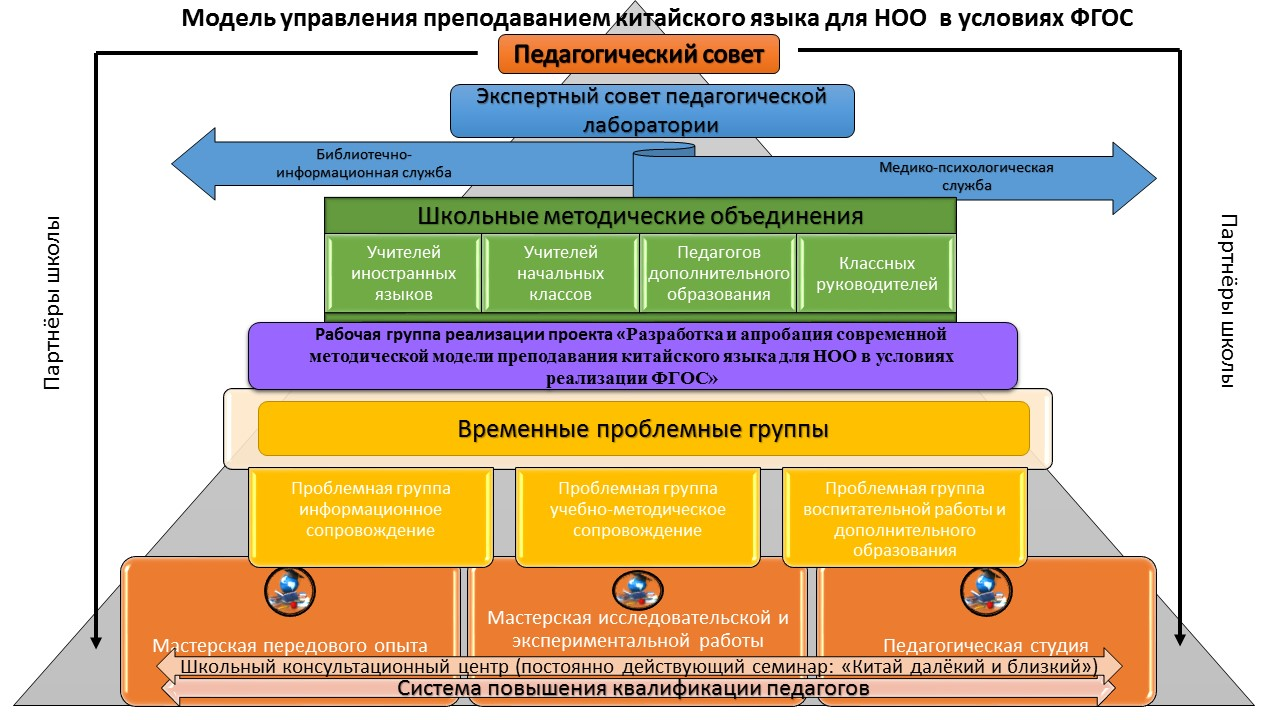 Модель управления преподаванием китайского языка для НОО в условиях ФГОС
Педагогический совет
Экспертный совет педагогической
лаборатории
Библиотечно-
информационная служба
Медико-психологическая
служба
Партнёры школы
Партнёры школы
Школьные методические объединения
Учителей
иностранных
языков
Учителей
начальных
классов
Педагогов
дополнительного
образования
Классных
руководителей
Рабочая группа реализации проекта «Разработка и апробация современной
методической модели преподавания китайского языка для НОО в условиях
реализации ФГОС»
Временные проблемные группы
Проблемная группа
информационное
сопровождение
Проблемная группа
учебно-методическое
сопровождение
Проблемная группа
воспитательной работы и
дополнительного
образования
Мастерская передового опыта
Мастерская исследовательской и
экспериментальной работы
Педагогическая студия
Школьный консультационный центр (постоянно действующий семинар: «Китай далёкий и близкий»)
Система повышения квалификации педагогов